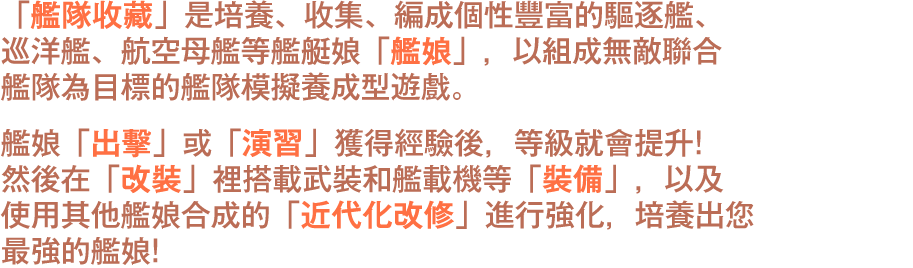 「艦隊收藏」是培養、收集、編成個性豐富的驅逐艦、
巡洋艦、航空母艦等艦艇娘「艦娘」，以組成無敵聯合
艦隊為目標的艦隊模擬養成型遊戲。
艦娘「出擊」或「演習」獲得經驗後，等級就會提升!
然後在「改裝」裡搭載武裝和艦載機等「裝備」，以及
使用其他艦娘合成的「近代化改修」進行強化，培養出您
最強的艦娘!